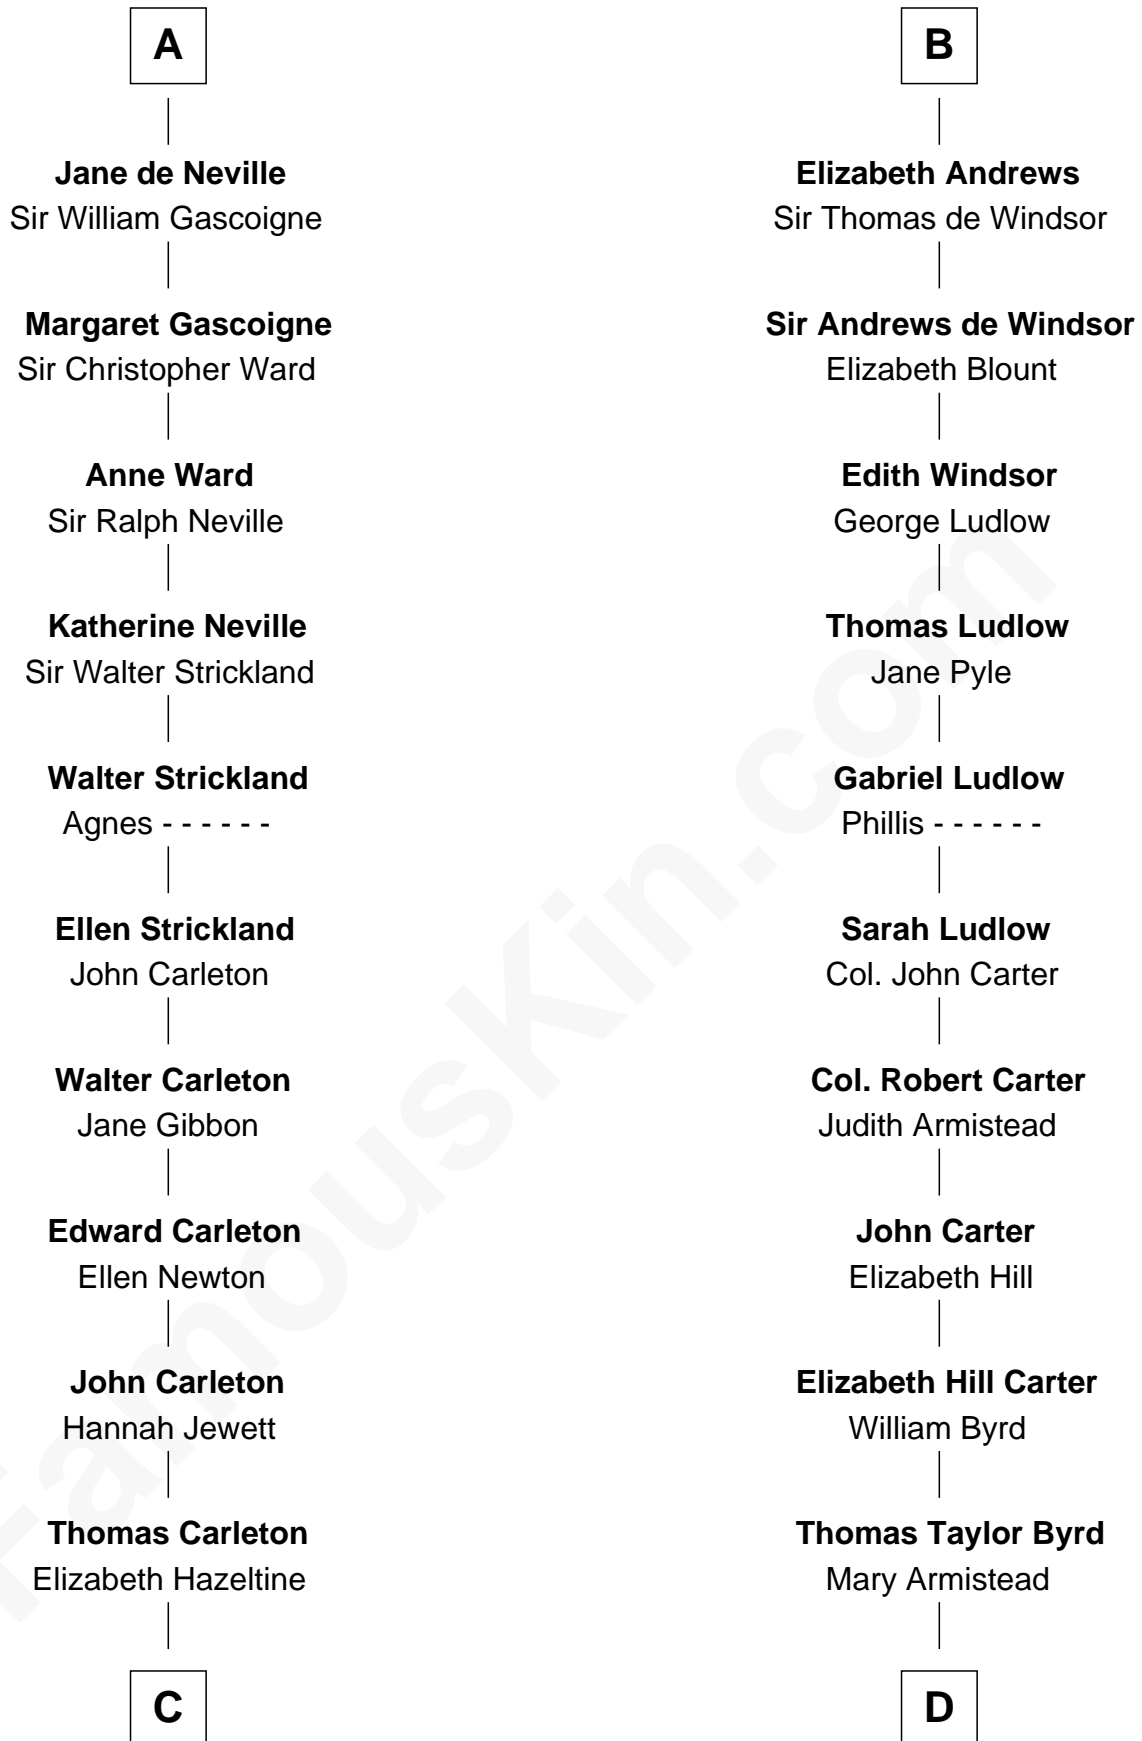 A
Jane de Neville
Sir William Gascoigne
Margaret Gascoigne
Sir Christopher Ward
Anne Ward
Sir Ralph Neville
Katherine Neville
Sir Walter Strickland
Walter Strickland
Agnes - - - - - -
Ellen Strickland
John Carleton
Walter Carleton
Jane Gibbon
Edward Carleton
Ellen Newton
John Carleton
Hannah Jewett
Thomas Carleton
Elizabeth Hazeltine
C
B
Elizabeth Andrews
Sir Thomas de Windsor
Sir Andrews de Windsor
Elizabeth Blount
Edith Windsor
George Ludlow
Thomas Ludlow
Jane Pyle
Gabriel Ludlow
Phillis - - - - - -
Sarah Ludlow
Col. John Carter
Col. Robert Carter
Judith Armistead
John Carter
Elizabeth Hill
Elizabeth Hill Carter
William Byrd
Thomas Taylor Byrd
Mary Armistead
D
FamousKin.com